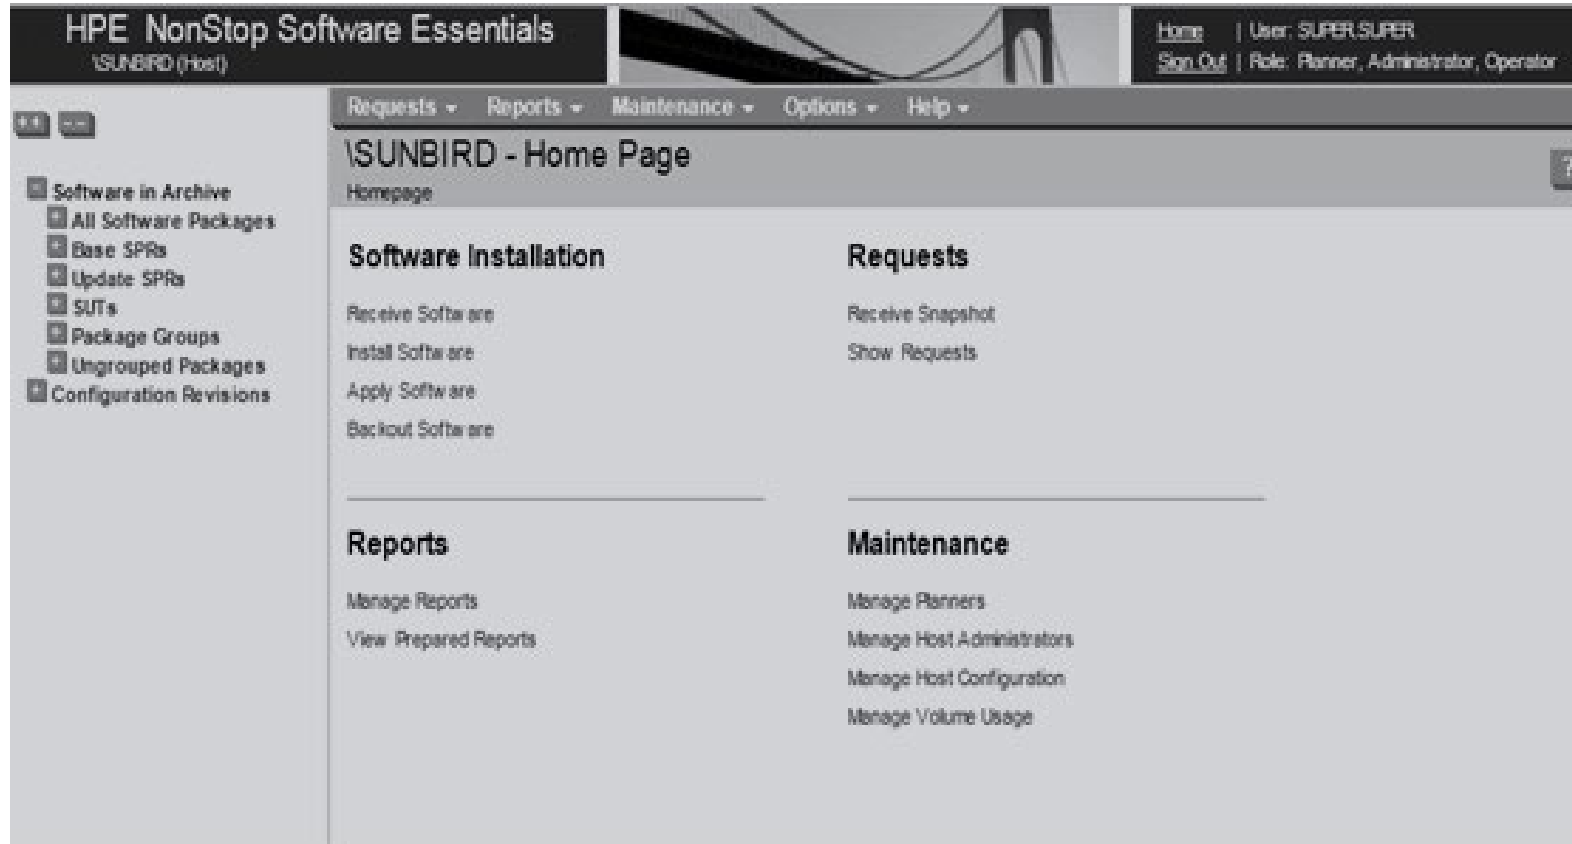 HPE NonStop Software Essentials
\SUNBIRD (Host)
Home | User: SUPER.SUPER
Sign Out | Role: Planner, Administrator, Operator
Requests Reports Maintenance Options Help
++ --
\SUNBIRD - Home Page
Homepage
?
Software in Archive
All Software Packages
Base SPRs
Update SPRs
SUTs
Package Groups
Ungrouped Packages
Configuration Revisions
Software Installation
Receive Software
Install Software
Apply Software
Backout Software
Requests
Receive Snapshot
Show Requests
Reports
Manage Reports
View Prepared Reports
Maintenance
Manage Planners
Manage Host Administrators
Manage Host Configuration
Manage Volume Usage